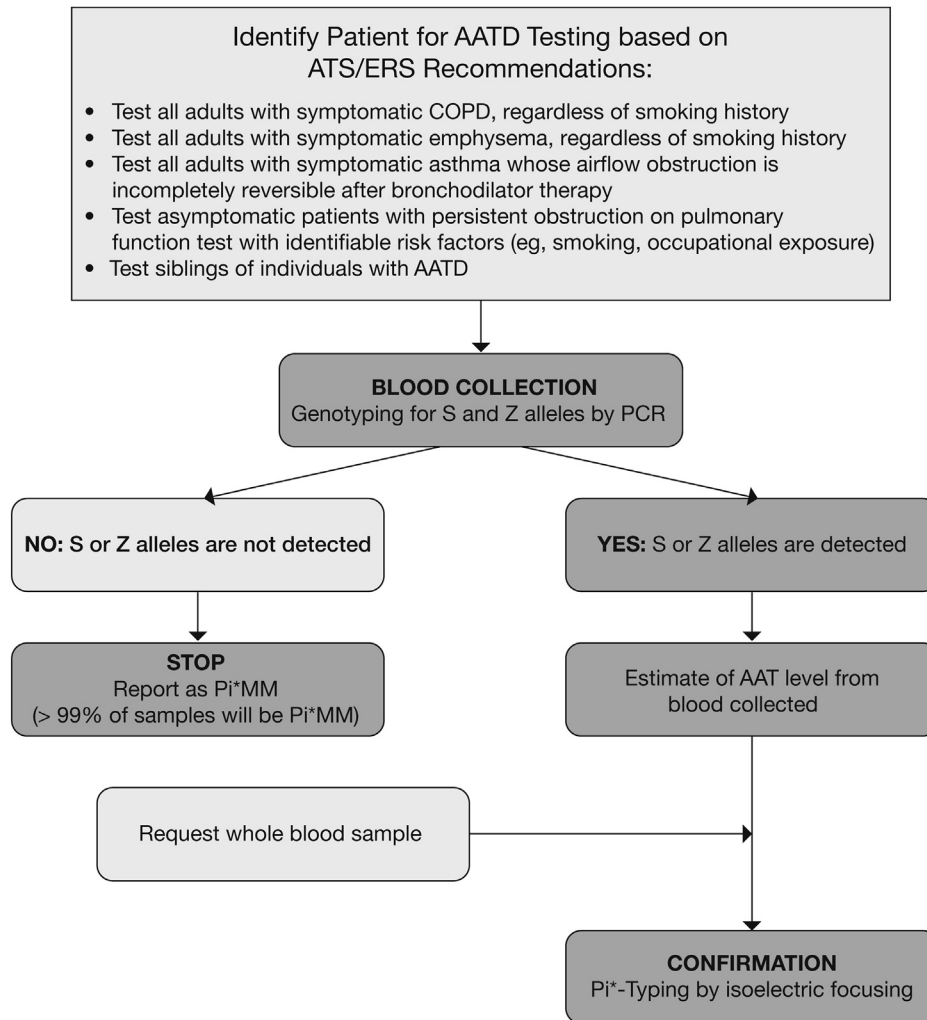 Identify Patient for AATD Testing based on
ATS/ERS Recommendations:
• Test all adults with symptomatic COPD, regardless of smoking history
• Test all adults with symptomatic emphysema, regardless of smoking history
• Test all adults with symptomatic asthma whose airflow obstruction is
incompletely reversible after bronchodilator therapy
• Test asymptomatic patients with persistent obstruction on pulmonary
function test with identifiable risk factors (eg, smoking, occupational exposure)
• Test siblings of individuals with AATD
BLOOD COLLECTION
Genotyping for S and Z alleles by PCR
NO: S or Z alleles are not detected
YES: S or Z alleles are detected
STOP
Report as Pi*MM
(> 99% of samples will be Pi*MM)
Estimate of AAT level from
blood collected
Request whole blood sample
CONFIRMATION
Pi*-Typing by isoelectric focusing